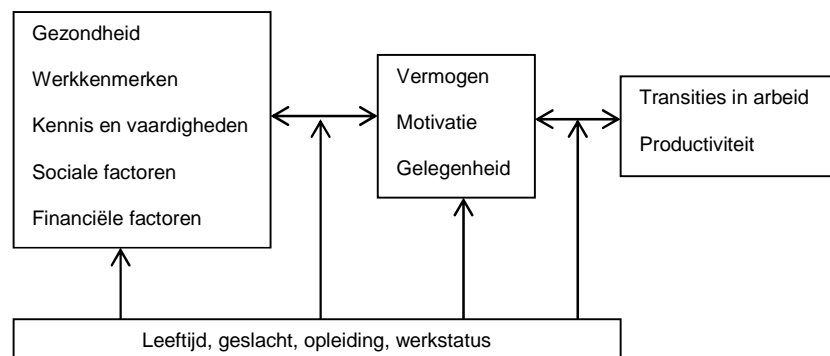 Gezondheid
Werkkenmerken
Kennis en vaardigheden
Sociale factoren
Financiële factoren
Vermogen
Motivatie
Gelegenheid
Transities in arbeid
Productiviteit
Leeftijd, geslacht, opleiding, werkstatus